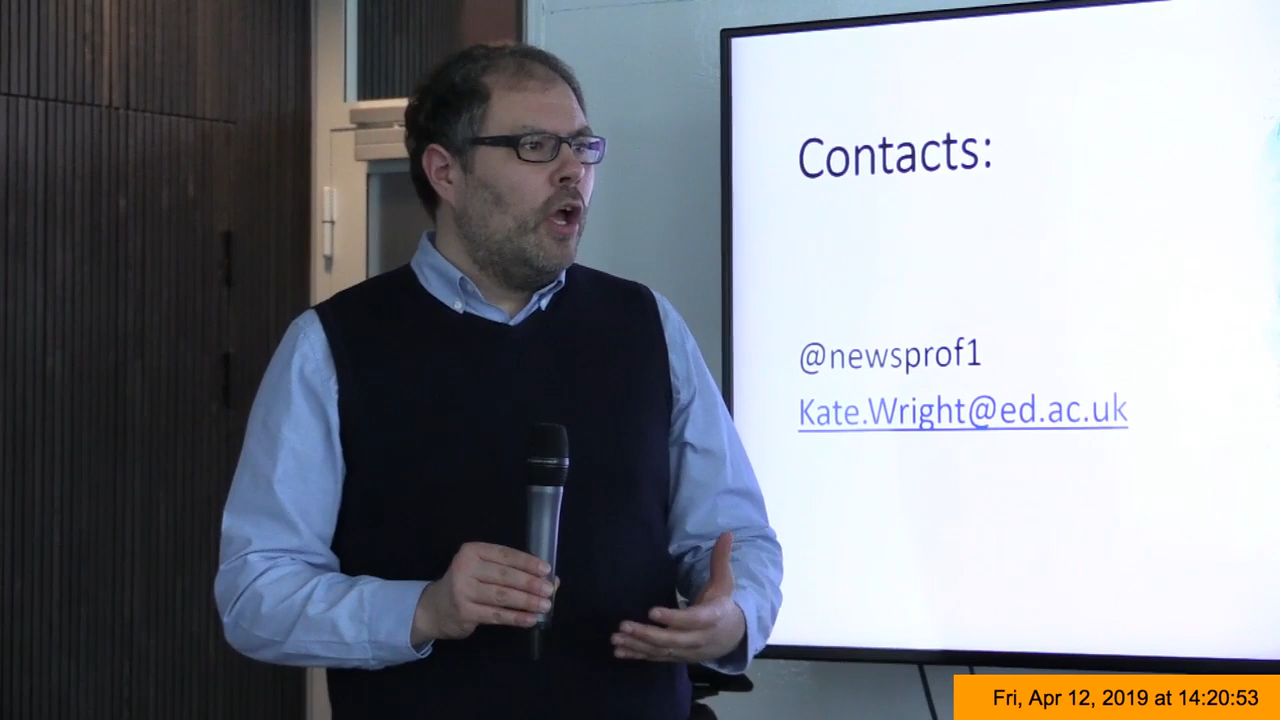 Contacts:
@newsprof1
Kate.Wright@ed.ac.uk
Fri, Apr 12, 2019 at 14:20:53